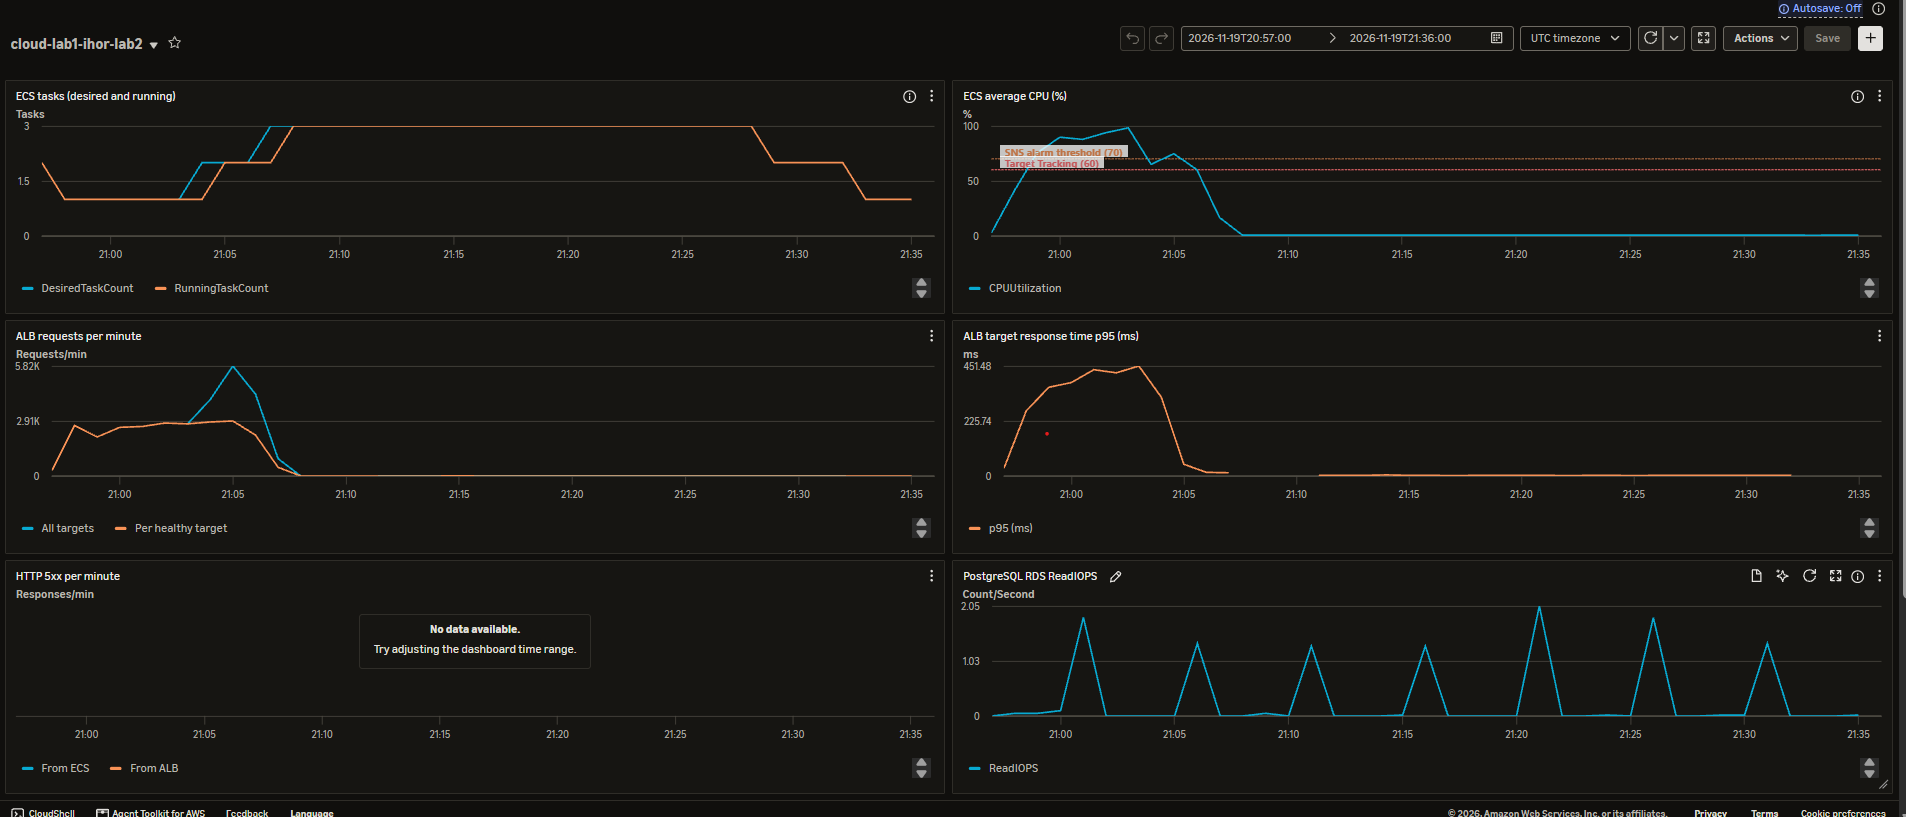 Autosave: Off
cloud-lab1-ihor-lab2
2026-11-19T20:57:00
2026-11-19T21:36:00
UTC timezone
Actions
Save
ECS tasks (desired and running)
Tasks
3
1.5
0
21:00 21:05 21:10 21:15 21:20 21:25 21:30 21:35
DesiredTaskCount RunningTaskCount
ECS average CPU (%)
%
100
SNS alarm threshold (70)
Target Tracking (60)
50
0
21:00 21:05 21:10 21:15 21:20 21:25 21:30 21:35
CPUUtilization
ALB requests per minute
Requests/min
5.82K
2.91K
0
21:00 21:05 21:10 21:15 21:20 21:25 21:30 21:35
All targets Per healthy target
ALB target response time p95 (ms)
ms
451.48
225.74
0
21:00 21:05 21:10 21:15 21:20 21:25 21:30 21:35
p95 (ms)
HTTP 5xx per minute
Responses/min
No data available.
Try adjusting the dashboard time range.
21:00 21:05 21:10 21:15 21:20 21:25 21:30 21:35
From ECS From ALB
PostgreSQL RDS ReadIOPS
Count/Second
2.05
1.03
0
21:00 21:05 21:10 21:15 21:20 21:25 21:30 21:35
ReadIOPS
CloudShell Agent Toolkit for AWS Feedback Language
© 2026, Amazon Web Services, Inc. or its affiliates. Privacy Terms Cookie preferences